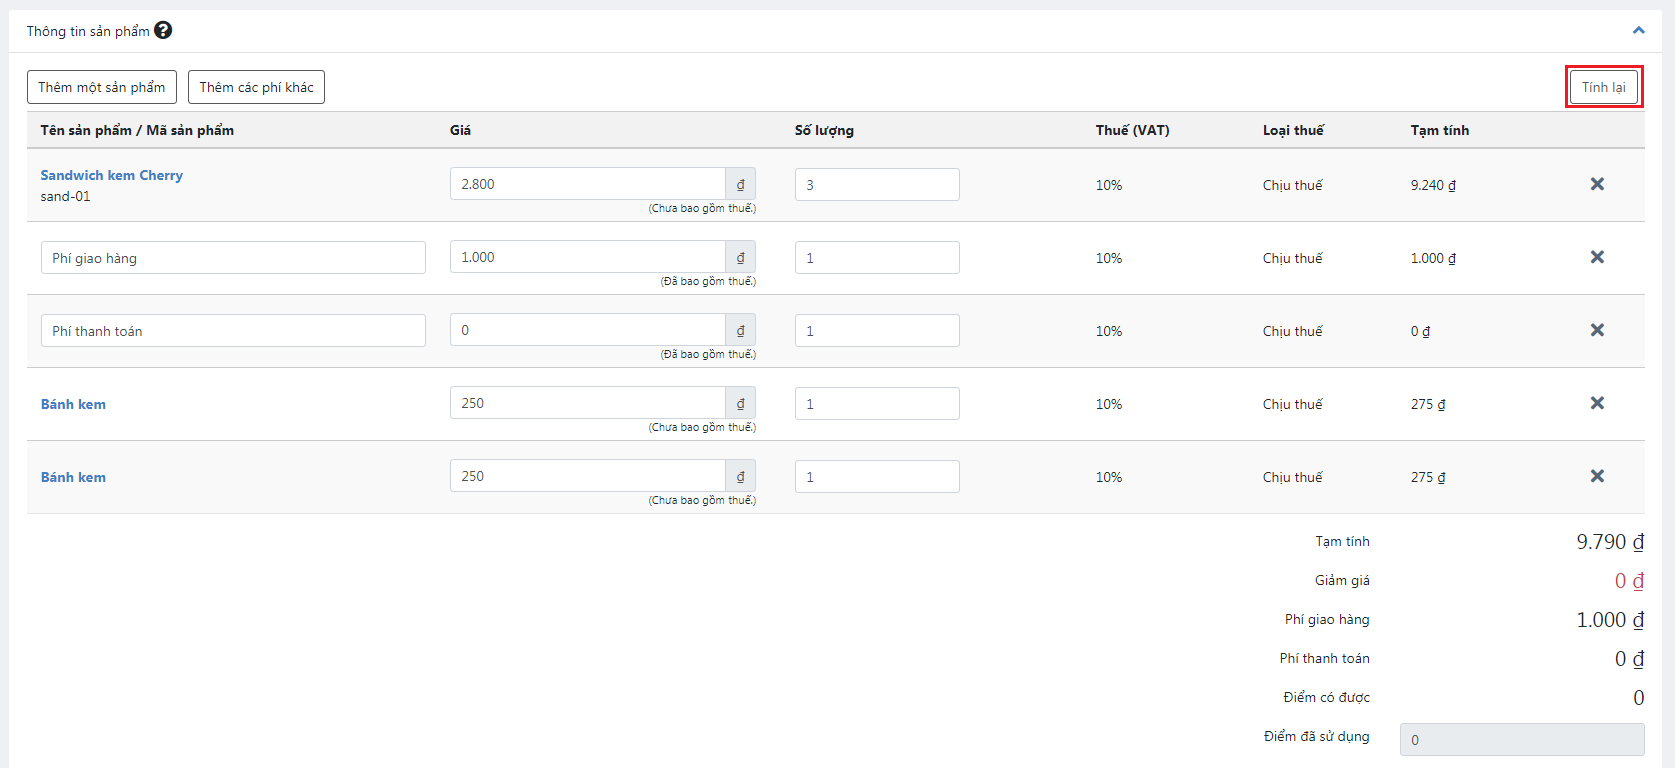 Thông tin sản phẩm ?
Thêm một sản phẩm Thêm các phí khác Tính lại
Tên sản phẩm / Mã sản phẩm Giá Số lượng Thuế (VAT) Loại thuế Tạm tính
Sandwich kem Cherry
sand-01
2.800 ₫ 3 10% Chịu thuế 9.240 ₫
(Chưa bao gồm thuế.)
Phí giao hàng 1.000 ₫ 1 10% Chịu thuế 1.000 ₫
(Đã bao gồm thuế.)
Phí thanh toán 0 ₫ 1 10% Chịu thuế 0 ₫
(Đã bao gồm thuế.)
Bánh kem 250 ₫ 1 10% Chịu thuế 275 ₫
(Chưa bao gồm thuế.)
Bánh kem 250 ₫ 1 10% Chịu thuế 275 ₫
(Chưa bao gồm thuế.)
Tạm tính 9.790 ₫
Giảm giá 0 ₫
Phí giao hàng 1.000 ₫
Phí thanh toán 0 ₫
Điểm có được 0
Điểm đã sử dụng 0